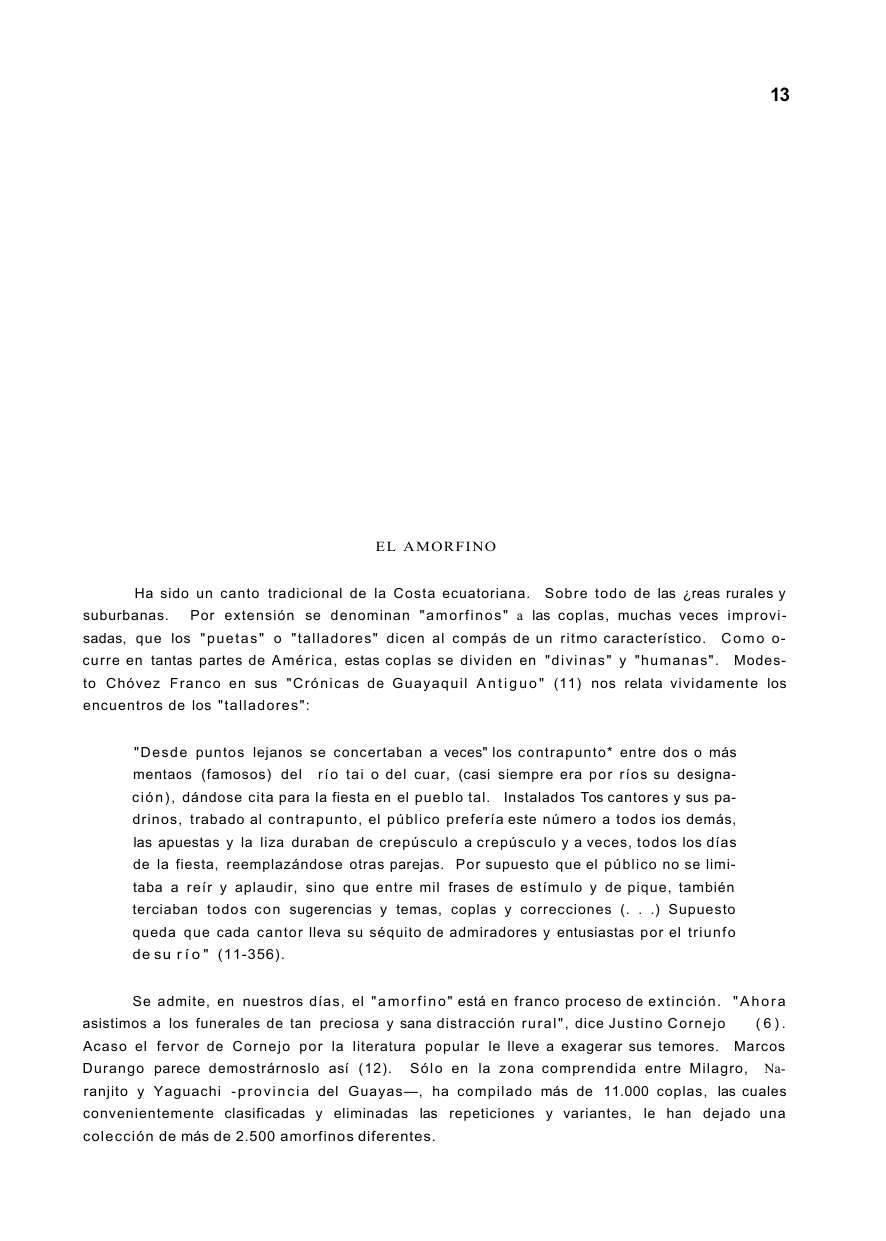 13
EL AMORFINO
Ha sido un canto tradicional de la Costa ecuatoriana. Sobre todo de las ¿reas rurales y
suburbanas. Por extensión se denominan "amorfinos" a las coplas, muchas veces improvi-
sadas, que los "puetas" o "talladores" dicen al compás de un ritmo característico. Como o-
curre en tantas partes de América, estas coplas se dividen en "divinas" y "humanas". Modes-
to Chóvez Franco en sus "Crónicas de Guayaquil Antiguo" (11) nos relata vividamente los
encuentros de los "talladores":
"Desde puntos lejanos se concertaban a veces" los contrapunto* entre dos o más
mentaos (famosos) del río tai o del cuar, (casi siempre era por ríos su designa-
ción), dándose cita para la fiesta en el pueblo tal. Instalados Tos cantores y sus pa-
drinos, trabado al contrapunto, el público prefería este número a todos ios demás,
las apuestas y la liza duraban de crepúsculo a crepúsculo y a veces, todos los días
de la fiesta, reemplazándose otras parejas. Por supuesto que el público no se limi-
taba a reír y aplaudir, sino que entre mil frases de estímulo y de pique, también
terciaban todos con sugerencias y temas, coplas y correcciones (. . .) Supuesto
queda que cada cantor lleva su séquito de admiradores y entusiastas por el triunfo
de su río" (11-356).
Se admite, en nuestros días, el "amorfino" está en franco proceso de extinción. "Ahora
asistimos a los funerales de tan preciosa y sana distracción rural", dice Justino Cornejo (6).
Acaso el fervor de Cornejo por la literatura popular le lleve a exagerar sus temores. Marcos
Durango parece demostrárnoslo así (12). Sólo en la zona comprendida entre Milagro, Na-
ranjito y Yaguachi -provincia del Guayas—, ha compilado más de 11.000 coplas, las cuales
convenientemente clasificadas y eliminadas las repeticiones y variantes, le han dejado una
colección de más de 2.500 amorfinos diferentes.